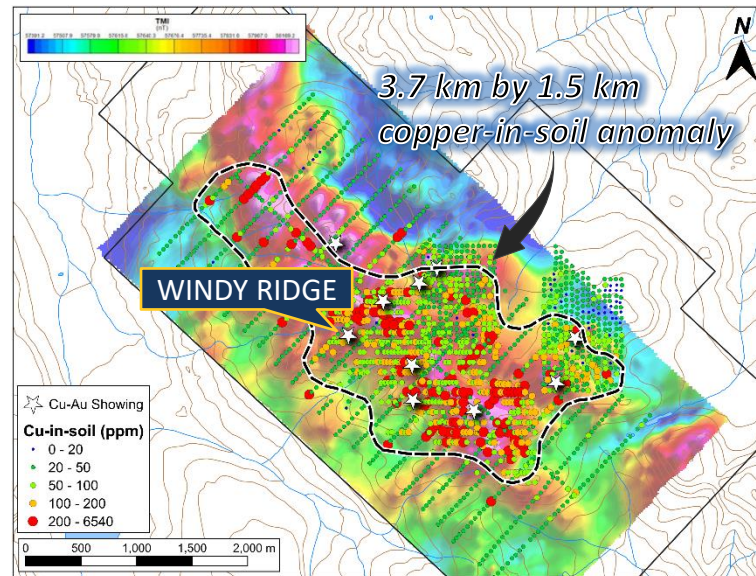 TMI
(nT)
N
3.7 km by 1.5 km
copper-in-soil anomaly
WINDY RIDGE
Cu-Au Showing
Cu-in-soil (ppm)
0 - 20
20 - 50
50 - 100
100 - 200
200 - 6540
0 500 1,000 1,500 2,000 m